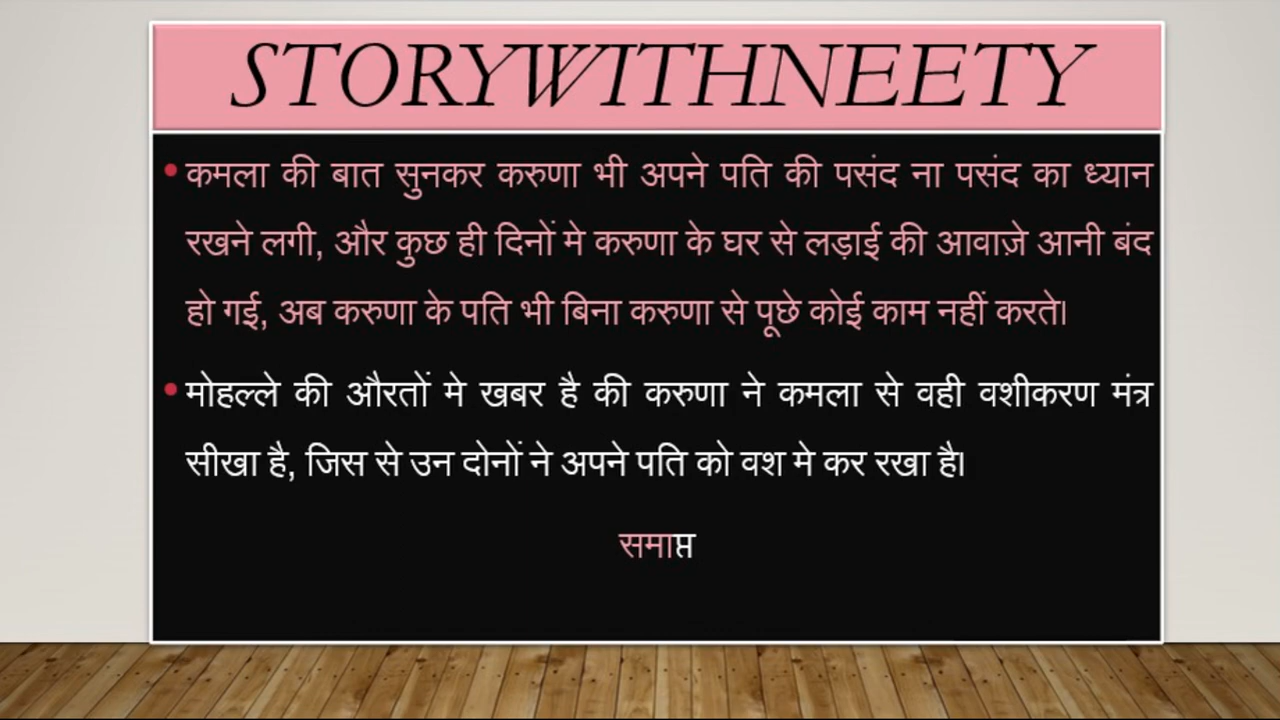 STORYWITHNEETY
• कमला की बात सुनकर करुणा भी अपने पति की पसंद ना पसंद का ध्यान
रखने लगी, और कुछ ही दिनों मे करुणा के घर से लड़ाई की आवाज़े आनी बंद
हो गई, अब करुणा के पति भी बिना करुणा से पूछे कोई काम नहीं करते।
• मोहल्ले की औरतों मे खबर है की करुणा ने कमला से वही वशीकरण मंत्र
सीखा है, जिस से उन दोनों ने अपने पति को वश मे कर रखा है।
समाप्त